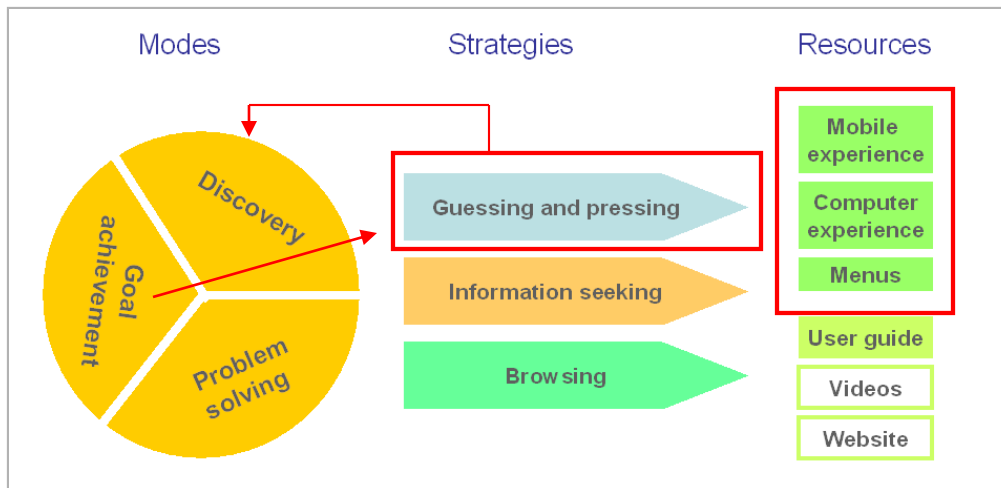 Modes
Strategies
Resources
Discovery
Goal
achievement
Problem
solving
Guessing and pressing
Information seeking
Browsing
Mobile
experience
Computer
experience
Menus
User guide
Videos
Website